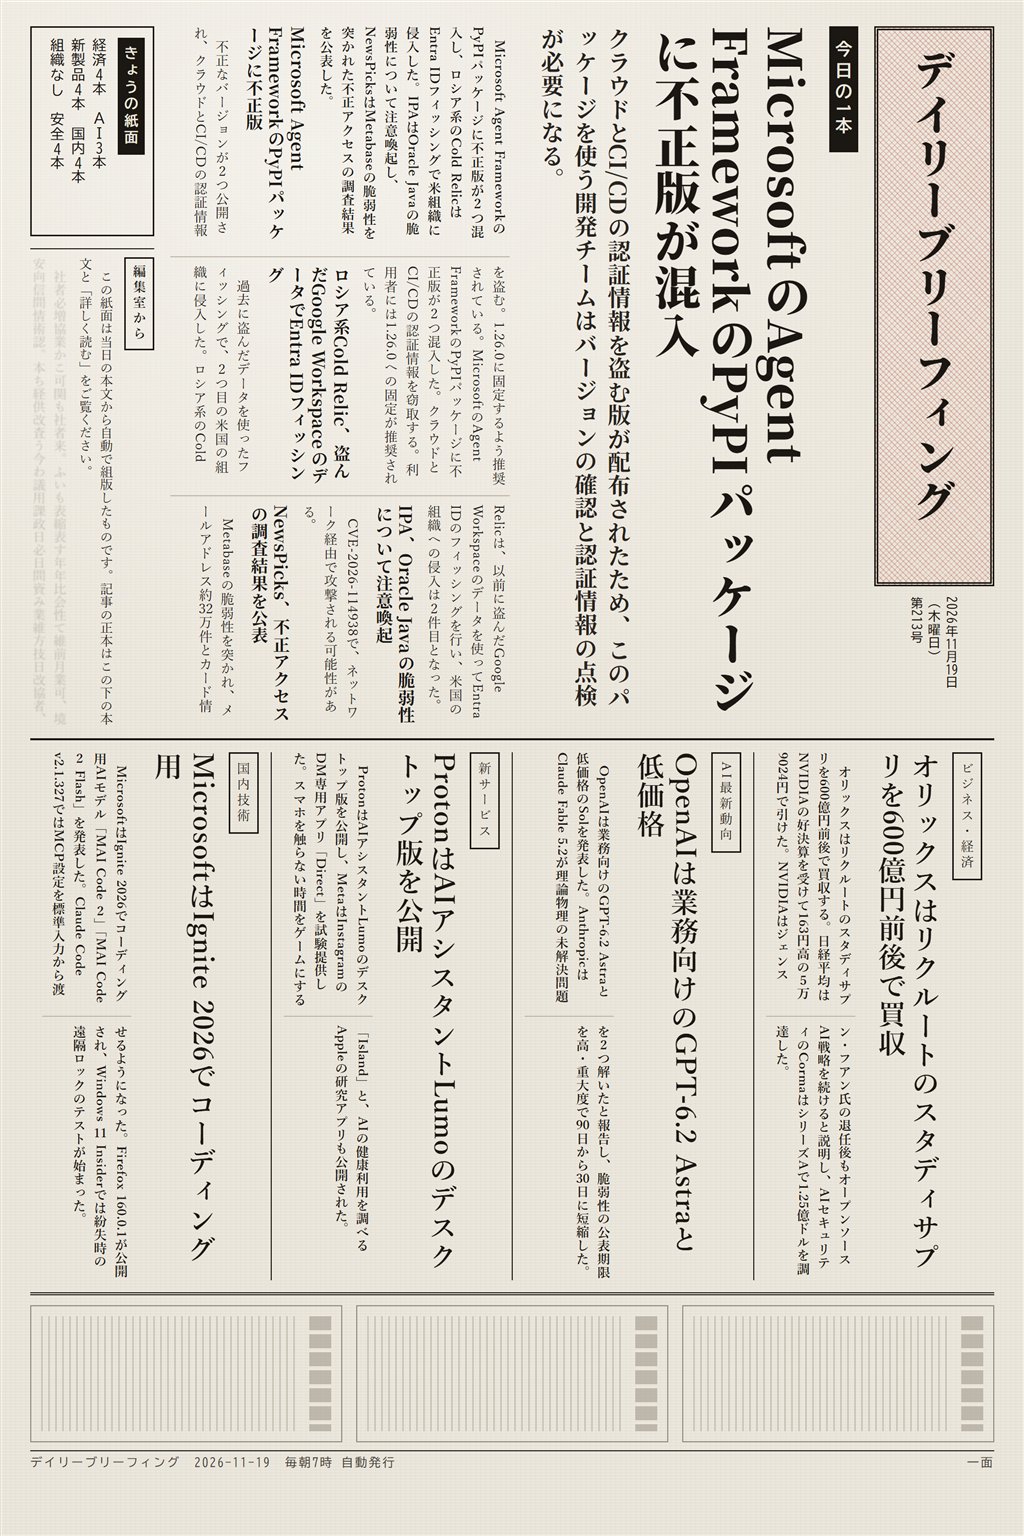 デイリーブリーフィング
2026年11月19日
（木曜日）
第213号
今日の1本
MicrosoftのAgent
FrameworkのPyPIパッケージ
に不正版が混入
クラウドとCI/CDの認証情報を盗む版が配布されたため、このパ
ッケージを使う開発チームはバージョンの確認と認証情報の点検
が必要になる。
Microsoft Agent Frameworkの
PyPIパッケージに不正版が2つ混
入し、ロシア系のCold Relicは
Entra IDフィッシングで米組織に
侵入した。IPAはOracle Javaの脆
弱性について注意喚起し、
NewsPicksはMetabaseの脆弱性を
突かれた不正アクセスの調査結果
を公表した。
Microsoft Agent
FrameworkのPyPIパッケ
ージに不正版
不正なバージョンが2つ公開さ
れ、クラウドとCI/CDの認証情報
を盗む。1.26.0に固定するよう推奨
されている。MicrosoftのAgent
FrameworkのPyPIパッケージに不
正版が2つ混入した。クラウドと
CI/CDの認証情報を窃取する。利
用者には1.26.0への固定が推奨され
ている。
ロシア系Cold Relic、盗ん
だGoogle Workspaceのデ
ータでEntra IDフィッシン
グ
過去に盗んだデータを使ったフ
ィッシングで、2つ目の米国の組
織に侵入した。ロシア系のCold
Relicは、以前に盗んだGoogle
Workspaceのデータを使ってEntra
IDのフィッシングを行い、米国の
組織への侵入は2件目となった。
IPA、Oracle Javaの脆弱性
について注意喚起
CVE-2026-114938で、ネットワ
ーク経由で攻撃される可能性があ
る。
NewsPicks、不正アクセス
の調査結果を公表
Metabaseの脆弱性を突かれ、メ
ールアドレス約32万件とカード情
きょうの紙面
経済4本　AI3本
新製品4本　国内4本
組織なし　安全4本
編集室から
この紙面は当日の本文から自動で組版したものです。記事の正本はこの下の本
文と「詳しく読む」をご覧ください。
ビジネス・経済
オリックスはリクルートのスタディサプ
リを600億円前後で買収
オリックスはリクルートのスタディサプ
リを600億円前後で買収する。日経平均は
NVIDIAの好決算を受けて163円高の5万
9024円で引けた。NVIDIAはジェンス
ン・フアン氏の退任後もオープンソース
AI戦略を続けると説明し、AIセキュリテ
ィのCormaはシリーズAで1.25億ドルを調
達した。
AI最新動向
OpenAIは業務向けのGPT-6.2 Astraと
低価格
OpenAIは業務向けのGPT-6.2 Astraと
低価格のSolを発表した。Anthropicは
Claude Fable 5.2が理論物理の未解決問題
を2つ解いたと報告し、脆弱性の公表期限
を高・重大度で90日から30日に短縮した。
新サービス
ProtonはAIアシスタントLumoのデスク
トップ版を公開
ProtonはAIアシスタントLumoのデスク
トップ版を公開し、MetaはInstagramの
DM専用アプリ「Direct」を試験提供し
た。スマホを触らない時間をゲームにする
「Island」と、AIの健康利用を調べる
Appleの研究アプリも公開された。
国内技術
MicrosoftはIgnite 2026でコーディング
用
MicrosoftはIgnite 2026でコーディング
用AIモデル「MAI Code 2」「MAI Code
2 Flash」を発表した。Claude Code
v2.1.327ではMCP設定を標準入力から渡
せるようになった。Firefox 160.0.1が公開
され、Windows 11 Insiderでは紛失時の
遠隔ロックのテストが始まった。
デイリーブリーフィング　2026-11-19　毎朝7時 自動発行
一面